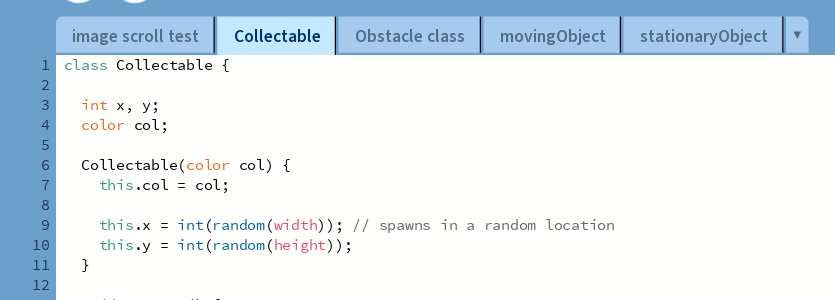 image scroll test Collectable Obstacle class movingObject stationaryObject ▼
1 class Collectable {
2
3 int x, y;
4 color col;
5
6 Collectable(color col) {
7 this.col = col;
8
9 this.x = int(random(width)); // spawns in a random location
10 this.y = int(random(height));
11 }
12